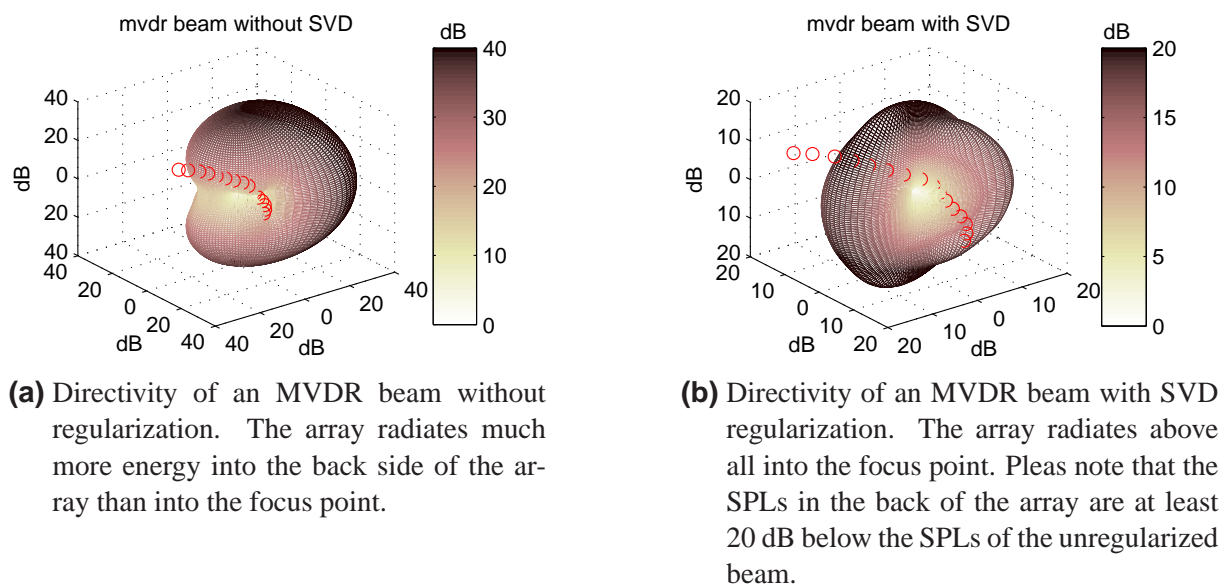 mvdr beam without SVD
dB
40
20
0
20
40
dB
40
20
0
20
40
dB
40
20
0
20
40
dB
40
30
20
10
0
mvdr beam with SVD
dB
20
10
0
10
20
dB
20
10
0
10
20
dB
20
10
0
10
20
dB
20
15
10
5
0
(a) Directivity of an MVDR beam without
regularization. The array radiates much
more energy into the back side of the ar-
ray than into the focus point.
(b) Directivity of an MVDR beam with SVD
regularization. The array radiates above
all into the focus point. Pleas note that the
SPLs in the back of the array are at least
20 dB below the SPLs of the unregularized
beam.